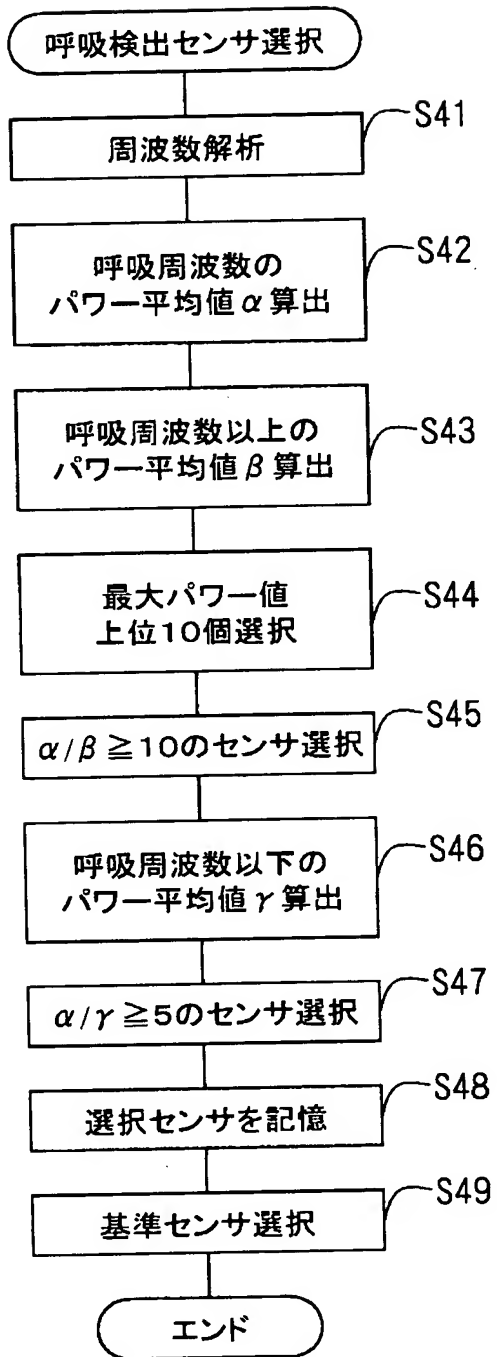 呼吸検出センサ選択
S41
周波数解析
S42
呼吸周波数の
パワー平均値α算出
S43
呼吸周波数以上の
パワー平均値β算出
S44
最大パワー値
上位10個選択
S45
α/β≧10のセンサ選択
S46
呼吸周波数以下の
パワー平均値γ算出
S47
α/γ≧5のセンサ選択
S48
選択センサを記憶
S49
基準センサ選択
エンド